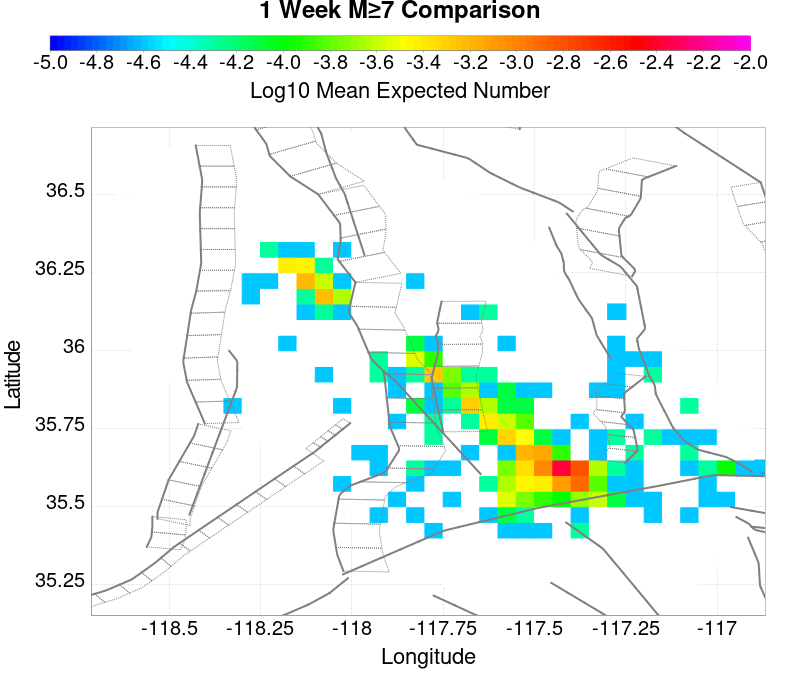 1 Week M≥7 Comparison
-5.0 -4.8 -4.6 -4.4 -4.2 -4.0 -3.8 -3.6 -3.4 -3.2 -3.0 -2.8 -2.6 -2.4 -2.2 -2.0
Log10 Mean Expected Number
36.5
36.25
36
35.75
35.5
35.25
Latitude
-118.5 -118.25 -118 -117.75 -117.5 -117.25 -117
Longitude